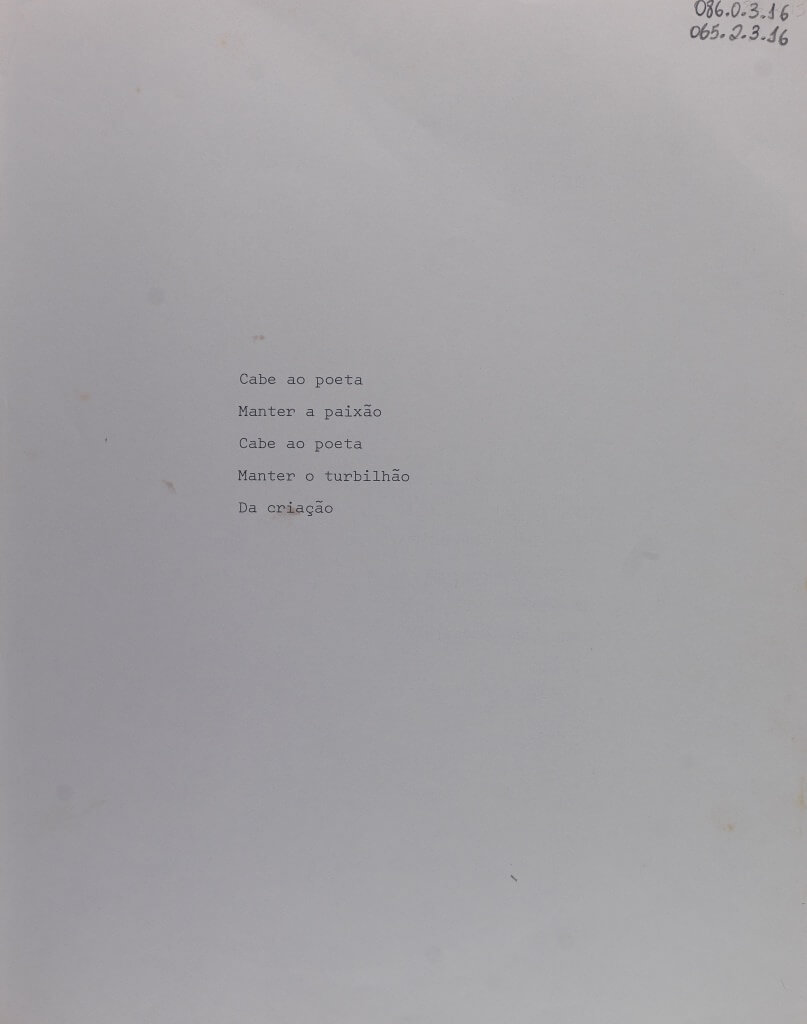 086.0.3.16
065.2.3.16
Cabe ao poeta
Manter a paixão
Cabe ao poeta
Manter o turbilhão
Da criação